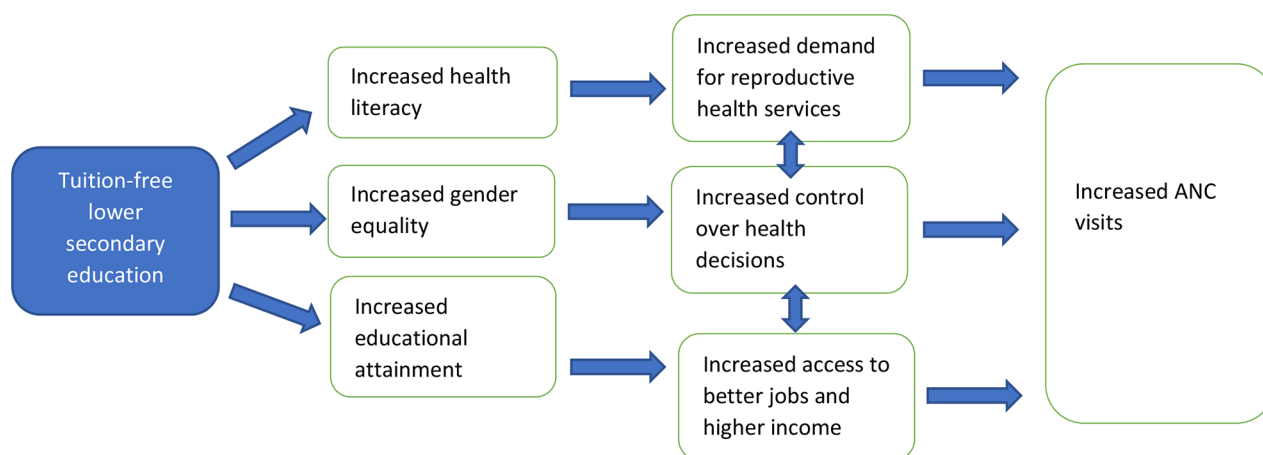 Tuition-free
lower
secondary
education
Increased health
literacy
Increased gender
equality
Increased
educational
attainment
Increased demand
for reproductive
health services
Increased control
over health
decisions
Increased access to
better jobs and
higher income
Increased ANC
visits